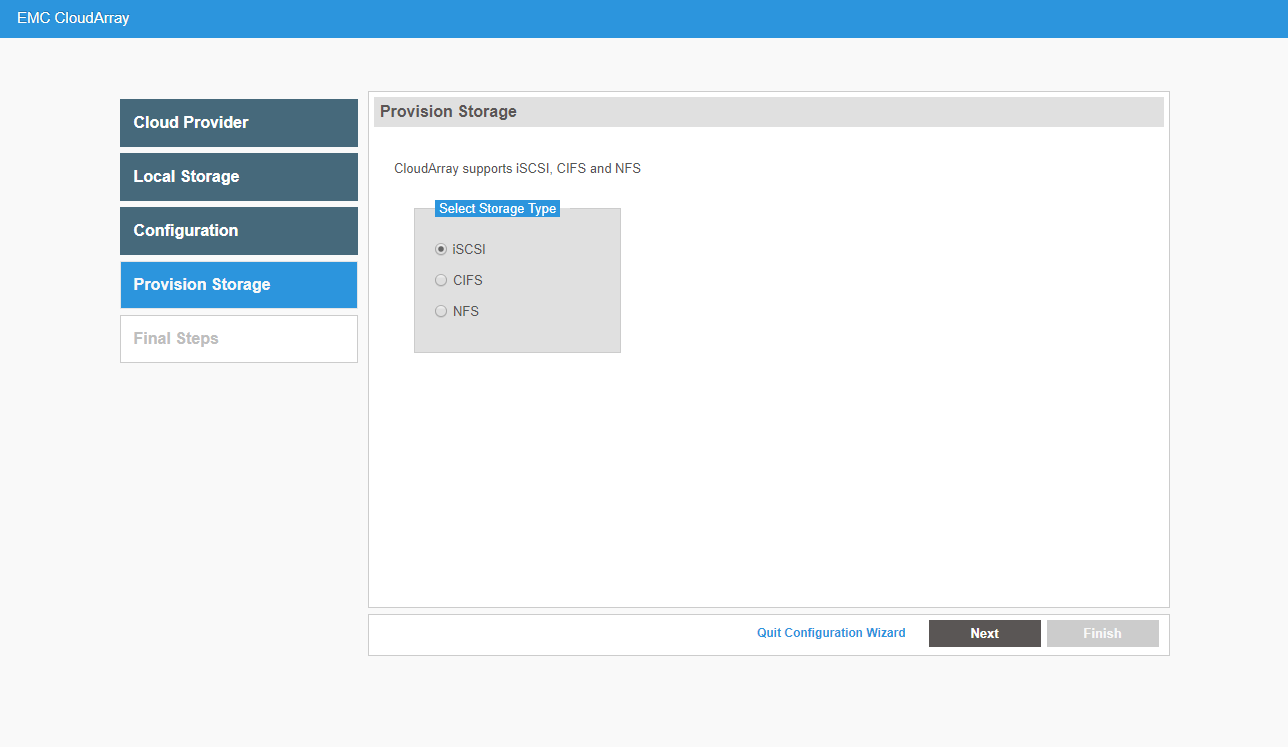 EMC CloudArray
Cloud Provider
Local Storage
Configuration
Provision Storage
Final Steps
Provision Storage
CloudArray supports iSCSI, CIFS and NFS
Select Storage Type
iSCSI
CIFS
NFS
Quit Configuration Wizard
Next
Finish